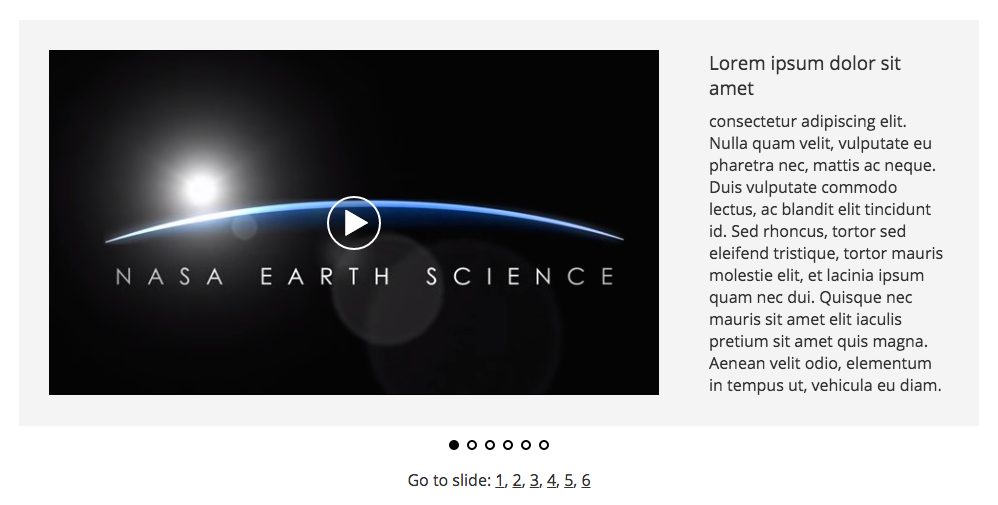 NASA EARTH SCIENCE
Lorem ipsum dolor sit
amet
consectetur adipiscing elit.
Nulla quam velit, vulputate eu
pharetra nec, mattis ac neque.
Duis vulputate commodo
lectus, ac blandit elit tincidunt
id. Sed rhoncus, tortor sed
eleifend tristique, tortor mauris
molestie elit, et lacinia ipsum
quam nec dui. Quisque nec
mauris sit amet elit iaculis
pretium sit amet quis magna.
Aenean velit odio, elementum
in tempus ut, vehicula eu diam.
Go to slide: 1, 2, 3, 4, 5, 6